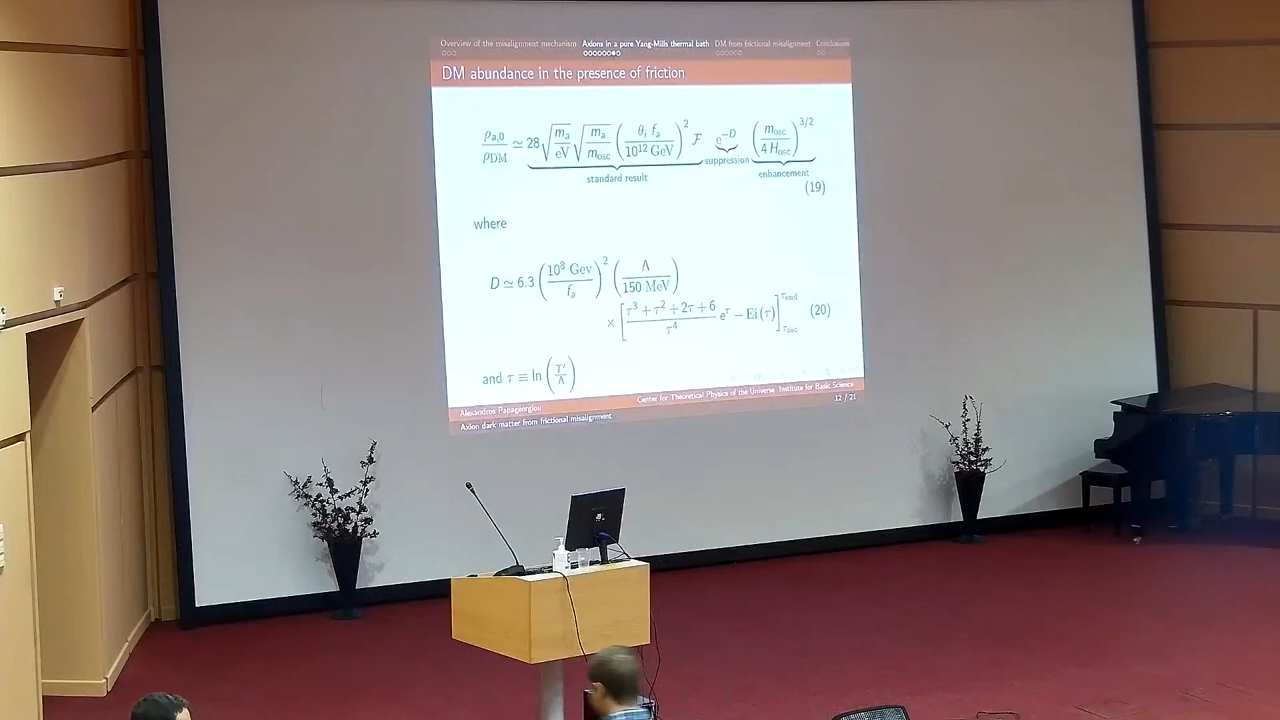 Overview of the misalignment mechanism Axions in a pure Yang-Mills thermal bath DM from frictional misalignment Conclusions
DM abundance in the presence of friction
ρa,0/ρDM ≃ 28 √(ma/eV) √(ma/mosc) (θi fa/10^12 GeV)^2 F e^−D (mosc/4 Hosc)^3/2
standard result suppression enhancement
(19)
where
D ≃ 6.3 (10^8 Gev/fa)^2 (Λ/150 MeV)
× [(τ^3 + τ^2 + 2τ + 6)/τ^4 e^τ − Ei(τ)]^τend_τosc (20)
and τ ≡ ln (T′/Λ)
Alexandros Papageorgiou Center for Theoretical Physics of the Universe Institute for Basic Science
Axion dark matter from frictional misalignment 12 / 21